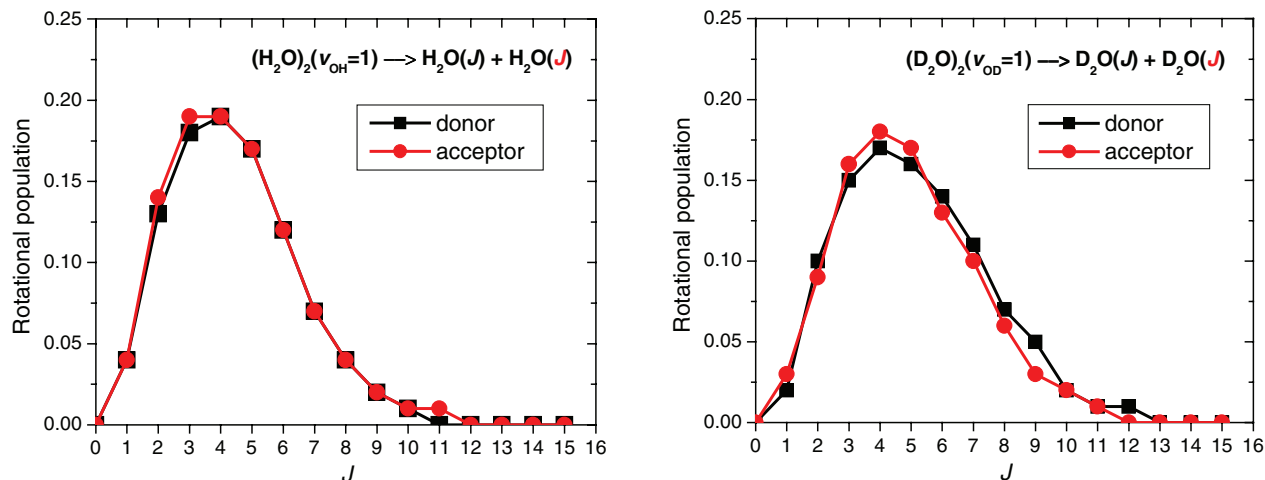 (H₂O)₂(v_OH=1) —> H₂O(J) + H₂O(J)
donor
acceptor
Rotational population
0.25
0.20
0.15
0.10
0.05
0.00
0 1 2 3 4 5 6 7 8 9 10 11 12 13 14 15 16
J
(D₂O)₂(v_OD=1) —> D₂O(J) + D₂O(J)
donor
acceptor
Rotational population
0.25
0.20
0.15
0.10
0.05
0.00
0 1 2 3 4 5 6 7 8 9 10 11 12 13 14 15 16
J